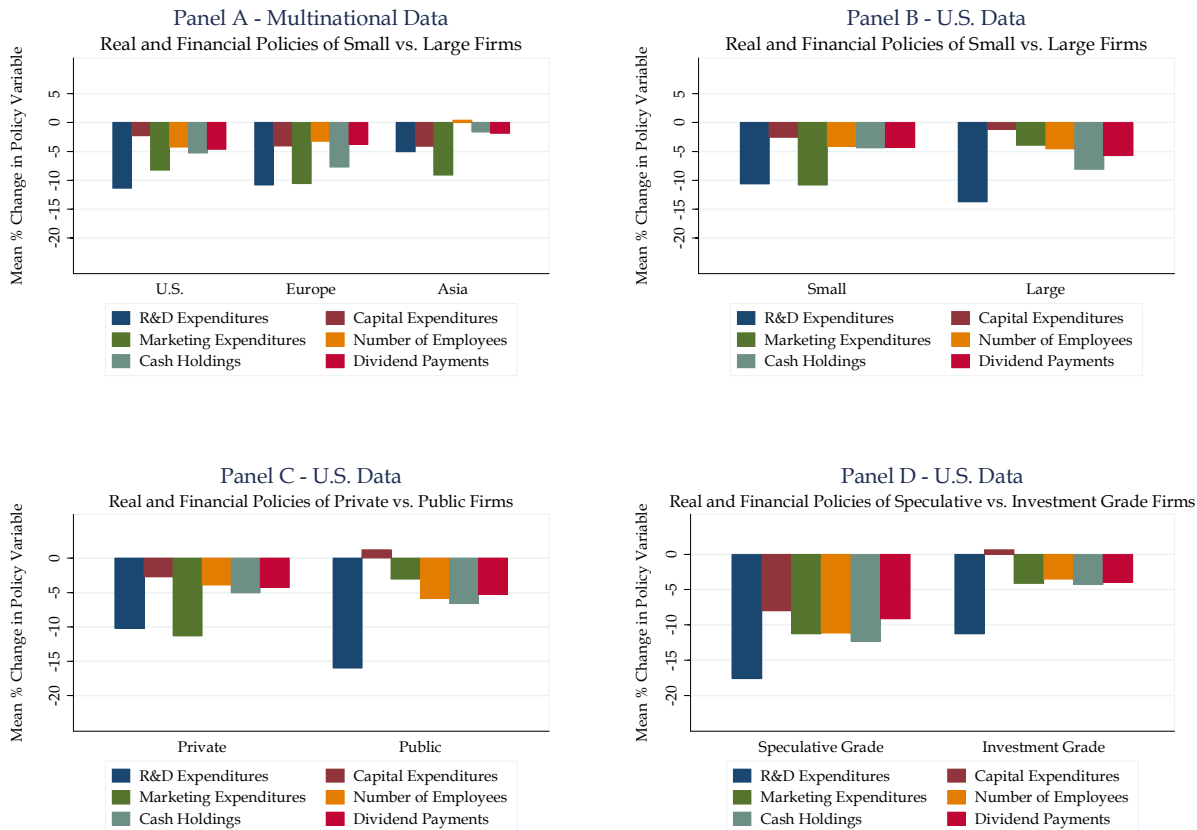 Panel A - Multinational Data
Real and Financial Policies of Small vs. Large Firms
Mean % Change in Policy Variable
5
0
-5
-10
-15
-20
U.S.
Europe
Asia
R&D Expenditures
Capital Expenditures
Marketing Expenditures
Number of Employees
Cash Holdings
Dividend Payments
Panel B - U.S. Data
Real and Financial Policies of Small vs. Large Firms
Mean % Change in Policy Variable
5
0
-5
-10
-15
-20
Small
Large
R&D Expenditures
Capital Expenditures
Marketing Expenditures
Number of Employees
Cash Holdings
Dividend Payments
Panel C - U.S. Data
Real and Financial Policies of Private vs. Public Firms
Mean % Change in Policy Variable
0
-5
-10
-15
-20
Private
Public
R&D Expenditures
Capital Expenditures
Marketing Expenditures
Number of Employees
Cash Holdings
Dividend Payments
Panel D - U.S. Data
Real and Financial Policies of Speculative vs. Investment Grade Firms
Mean % Change in Policy Variable
0
-5
-10
-15
-20
Speculative Grade
Investment Grade
R&D Expenditures
Capital Expenditures
Marketing Expenditures
Number of Employees
Cash Holdings
Dividend Payments